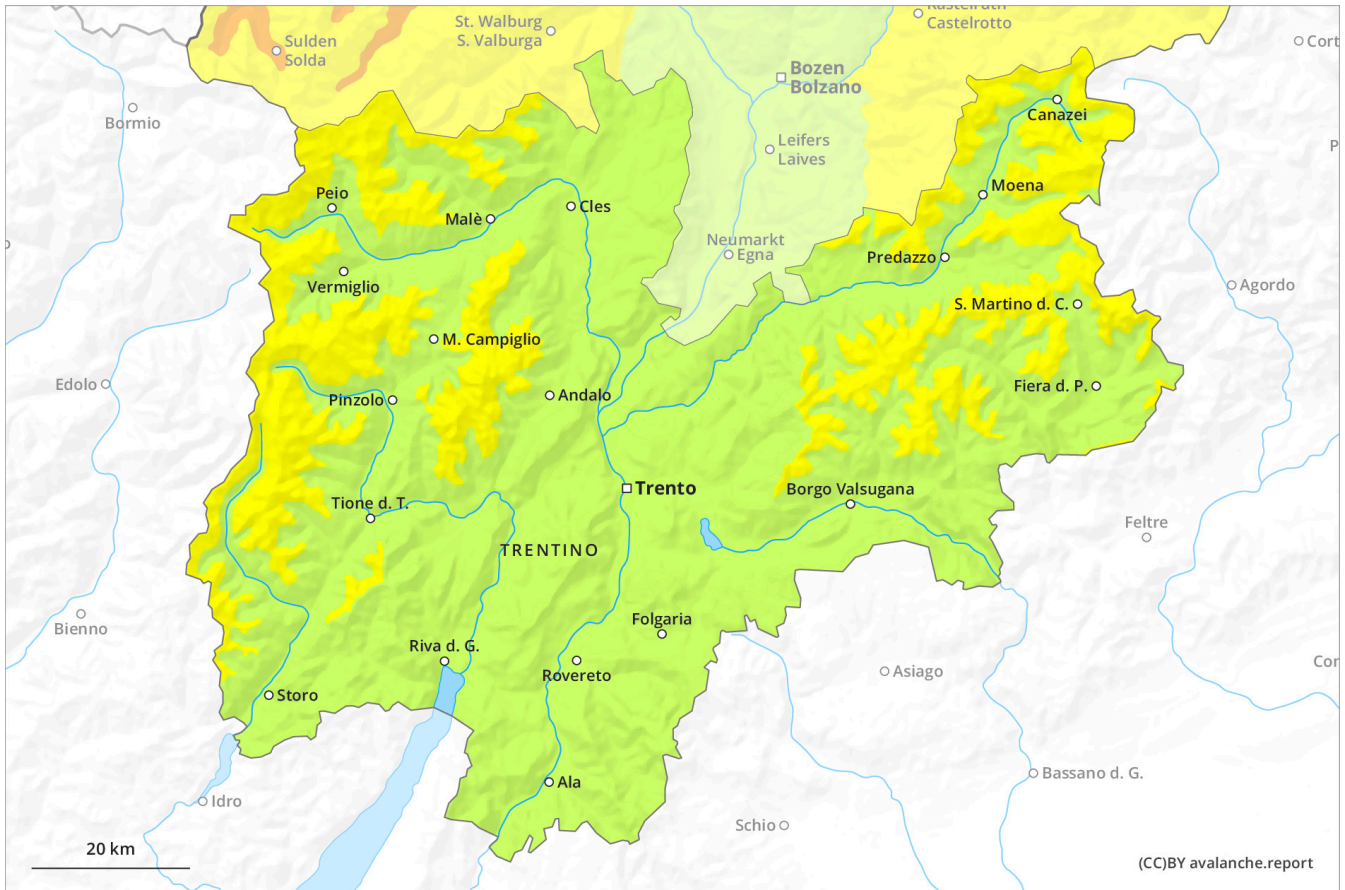 Kastelruth
Castelrotto
St. Walburg
S. Valburga
Sulden
Solda
Bozen
Bolzano
Bormio
Canazei
Leifers
Laives
Peio
Moena
Malè
Cles
Neumarkt
Egna
Predazzo
Vermiglio
Agordo
S. Martino d. C.
M. Campiglio
Edolo
Fiera d. P.
Andalo
Pinzolo
Trento
Borgo Valsugana
Tione d. T.
Feltre
TRENTINO
Bienno
Folgaria
Riva d. G.
Rovereto
Asiago
Storo
Bassano d. G.
Ala
Idro
Schio
20 km
(CC)BY avalanche.report